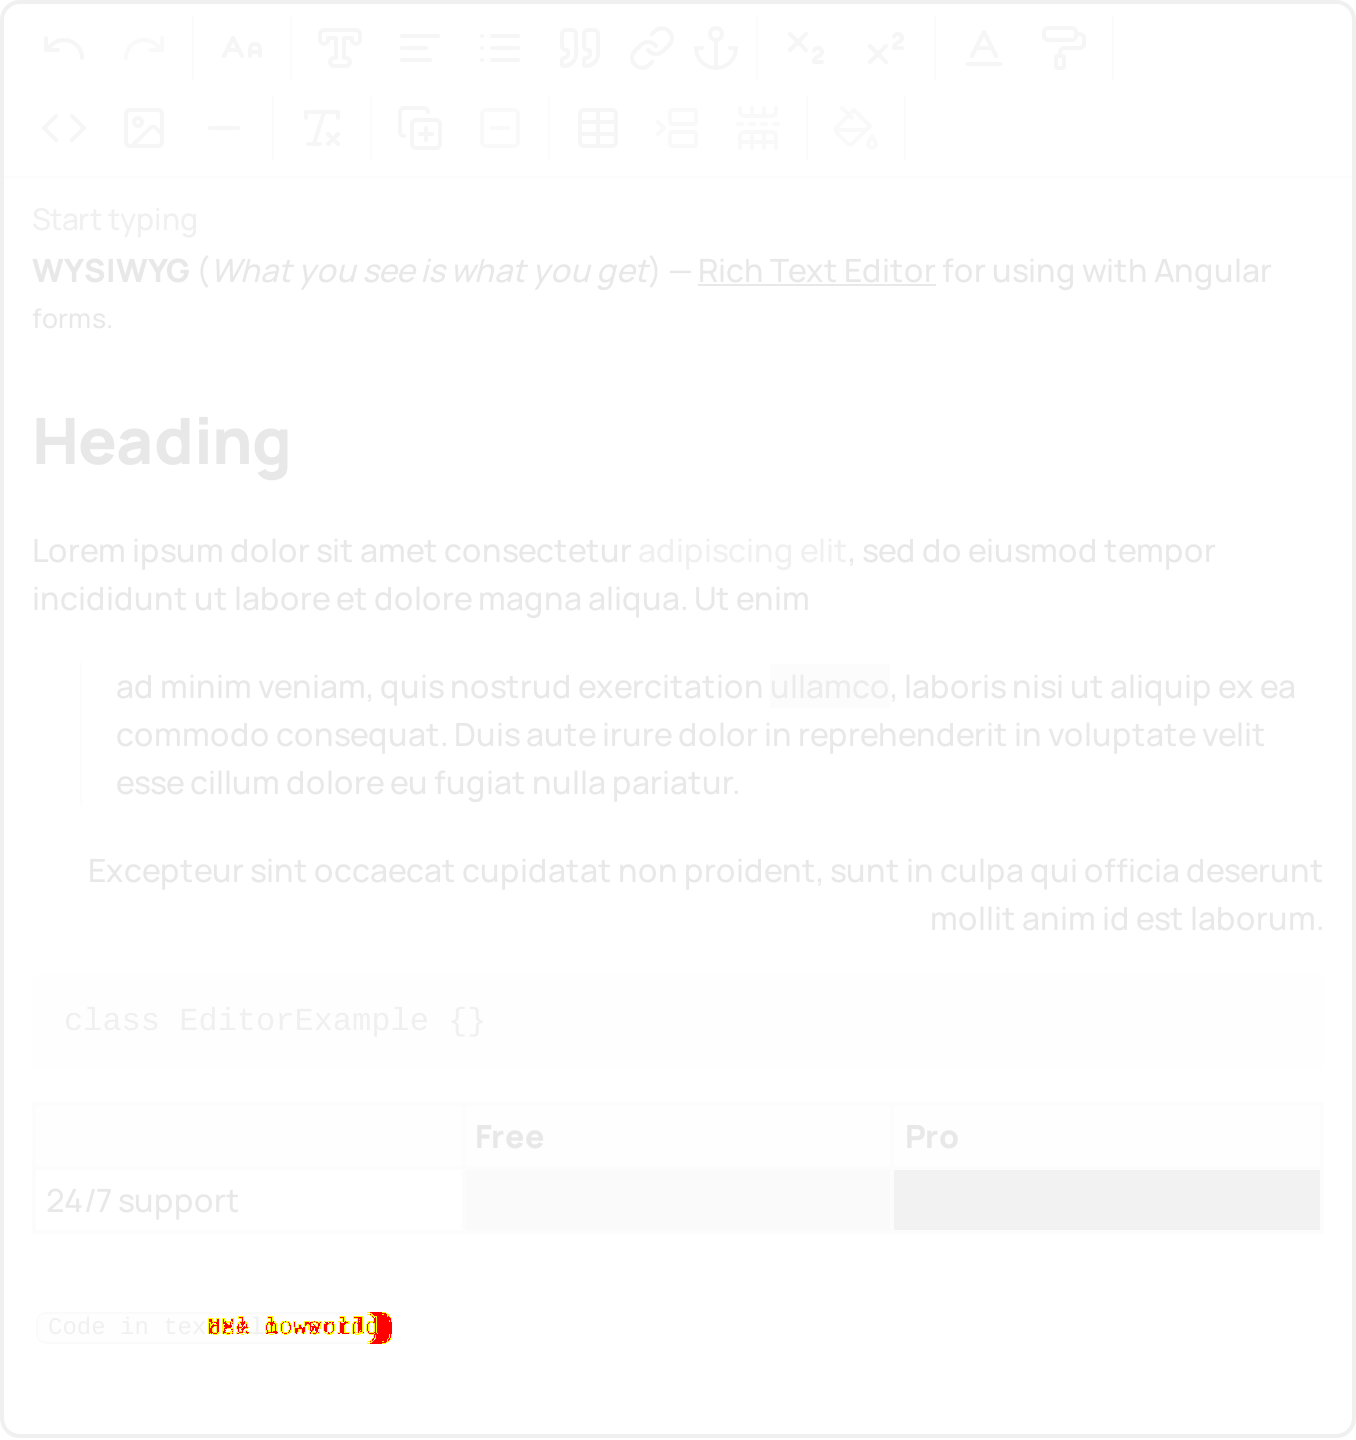 Start typing
WYSIWYG (What you see is what you get) — Rich Text Editor for using with Angular
forms.
Heading
Lorem ipsum dolor sit amet consectetur adipiscing elit, sed do eiusmod tempor
incididunt ut labore et dolore magna aliqua. Ut enim
ad minim veniam, quis nostrud exercitation ullamco, laboris nisi ut aliquip ex ea
commodo consequat. Duis aute irure dolor in reprehenderit in voluptate velit
esse cillum dolore eu fugiat nulla pariatur.
Excepteur sint occaecat cupidatat non proident, sunt in culpa qui officia deserunt
mollit anim id est laborum.
class EditorExample {}
Free Pro
24/7 support
Code in